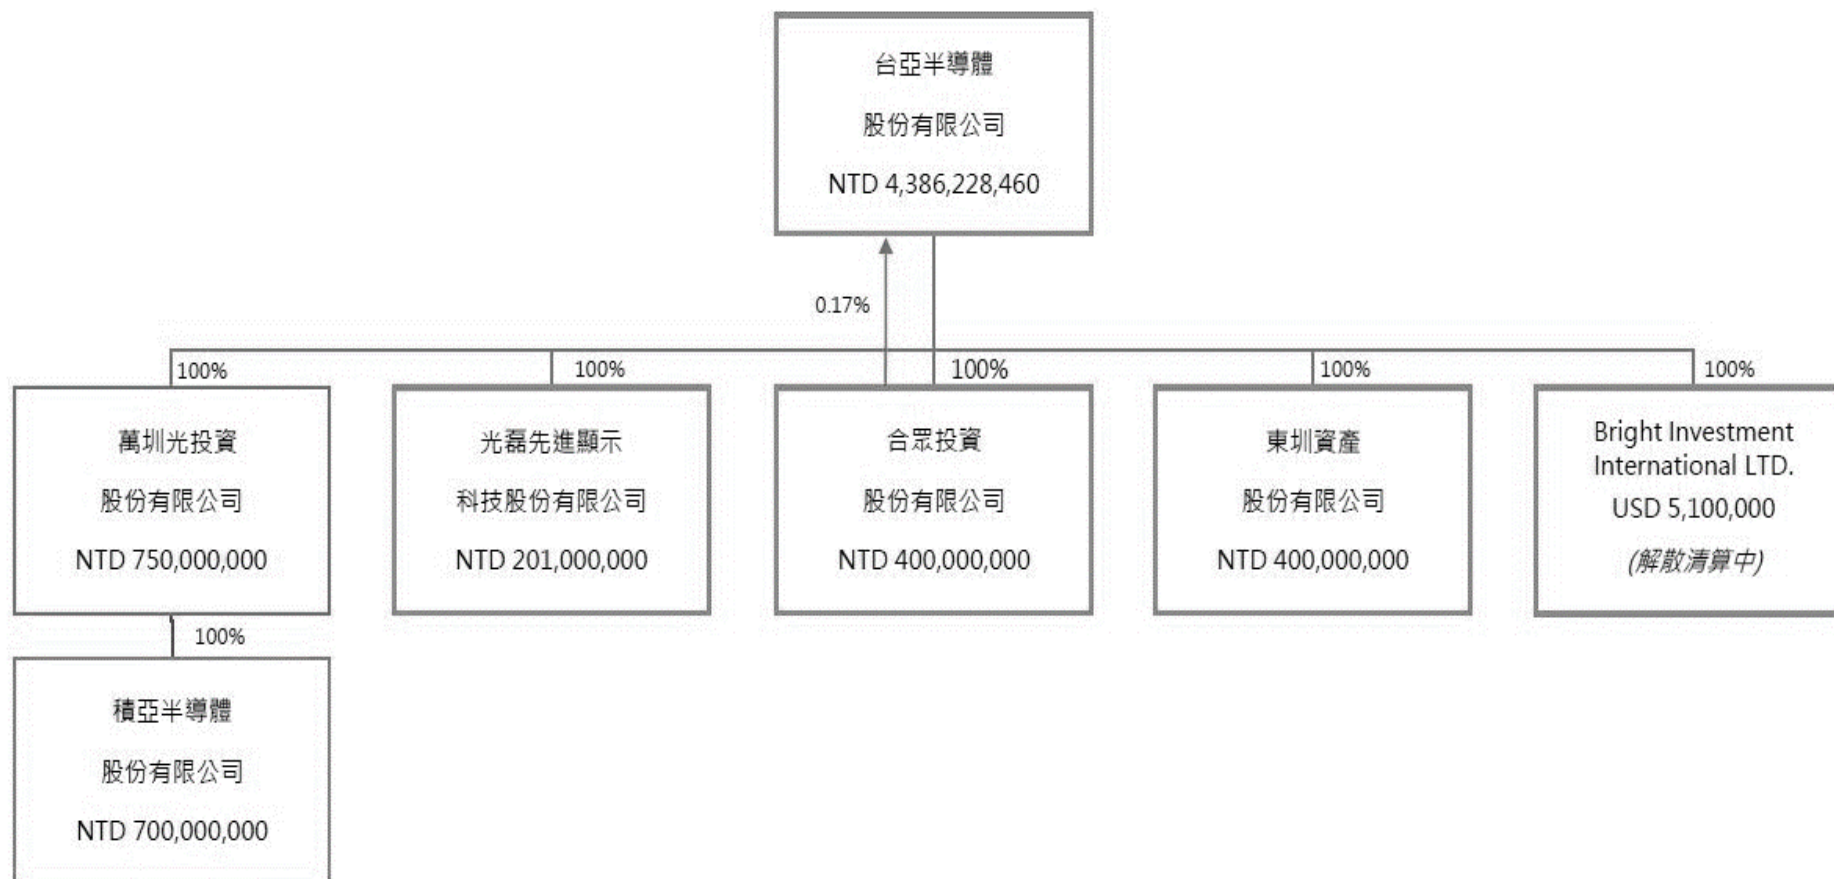 台亞半導體
股份有限公司
NTD 4,386,228,460
0.17%
100%
100%
100%
100%
100%
萬圳光投資
股份有限公司
NTD 750,000,000
光磊先進顯示
科技股份有限公司
NTD 201,000,000
合眾投資
股份有限公司
NTD 400,000,000
東圳資產
股份有限公司
NTD 400,000,000
Bright Investment
International LTD.
USD 5,100,000
(解散清算中)
100%
積亞半導體
股份有限公司
NTD 700,000,000